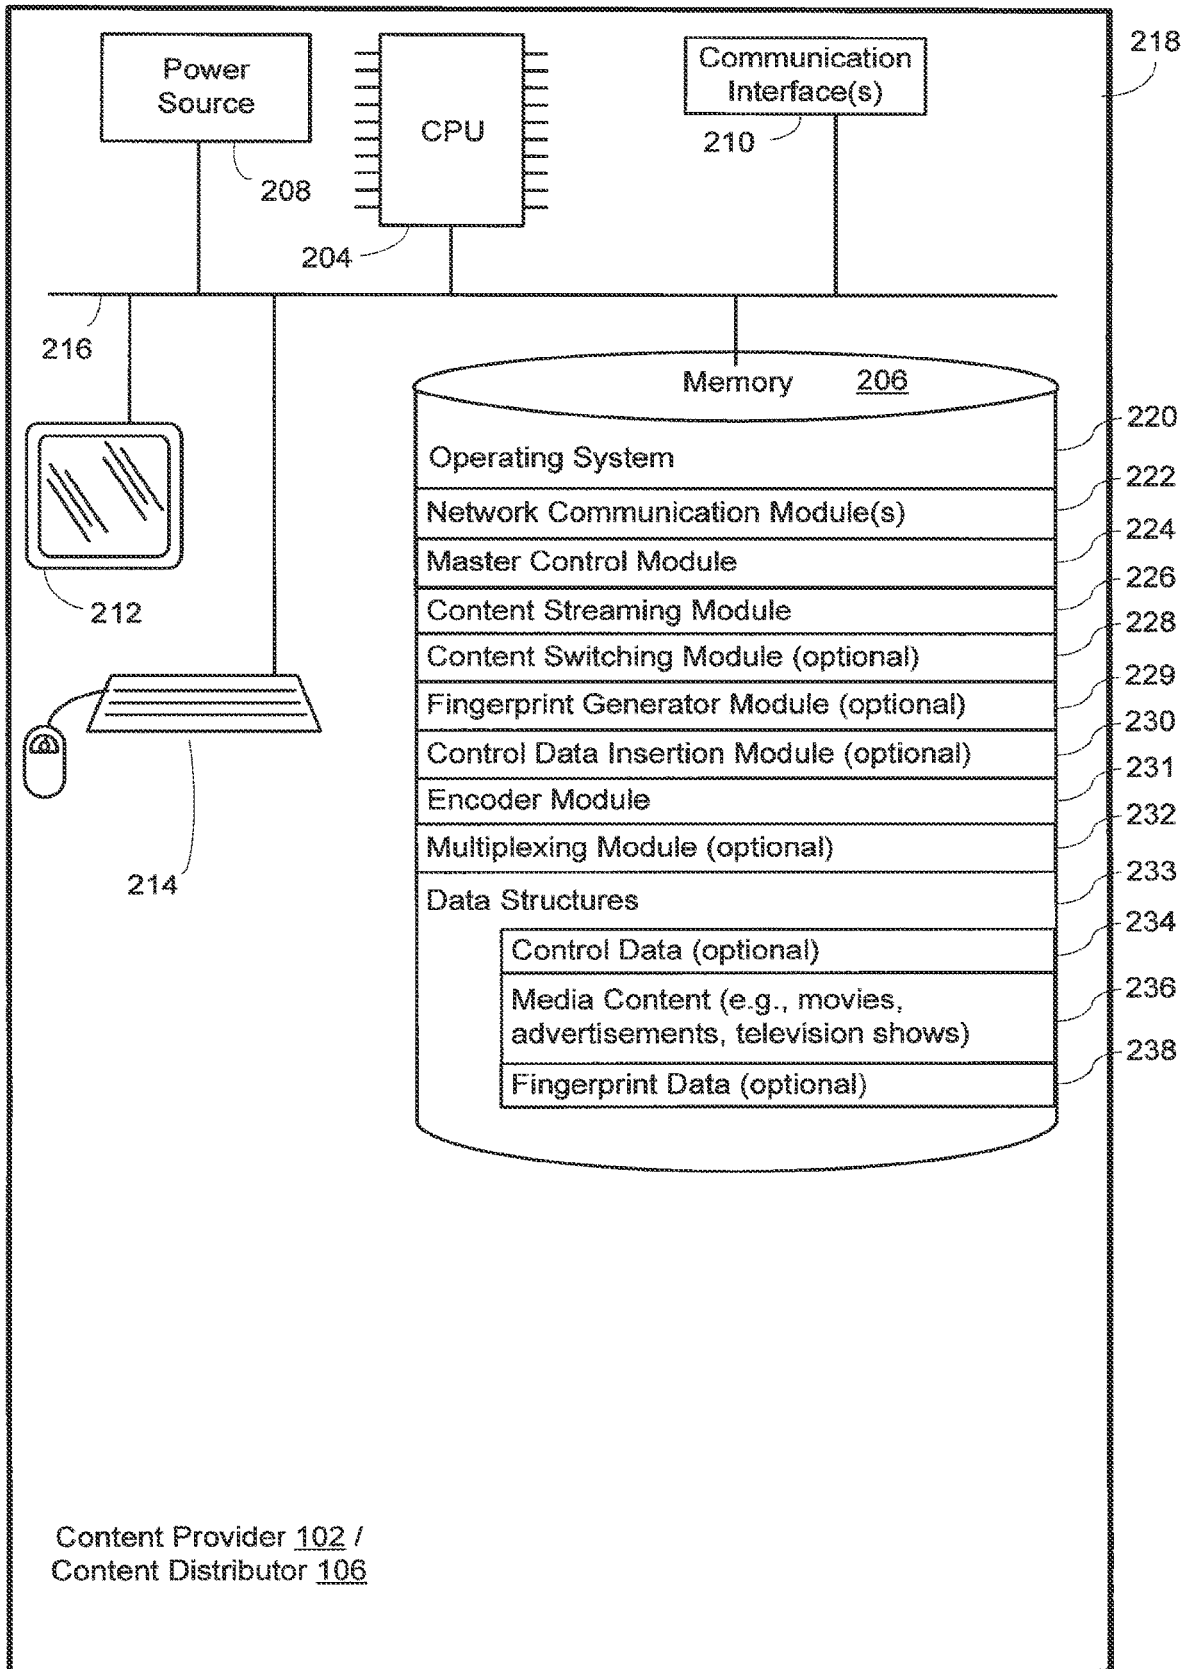 Power
Source
208
CPU
204
Communication
Interface(s)
210
218
216
212
214
Memory 206
Operating System 220
Network Communication Module(s) 222
Master Control Module 224
Content Streaming Module 226
Content Switching Module (optional) 228
Fingerprint Generator Module (optional) 229
Control Data Insertion Module (optional) 230
Encoder Module 231
Multiplexing Module (optional) 232
Data Structures 233
Control Data (optional) 234
Media Content (e.g., movies,
advertisements, television shows) 236
Fingerprint Data (optional) 238
Content Provider 102 /
Content Distributor 106